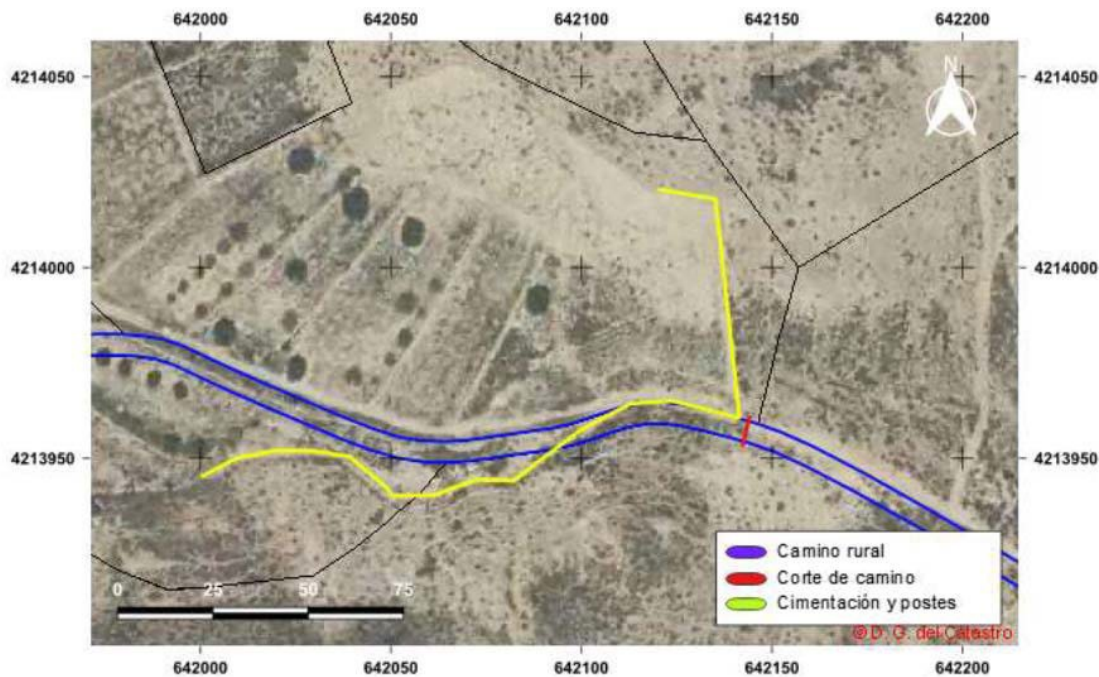 642000 642050 642100 642150 642200
4214050 4214050
N
4214000 4214000
4213950 4213950
Camino rural
Corte de camino
Cimentación y postes
0 25 50 75
© D. G. del Catastro
642000 642050 642100 642150 642200